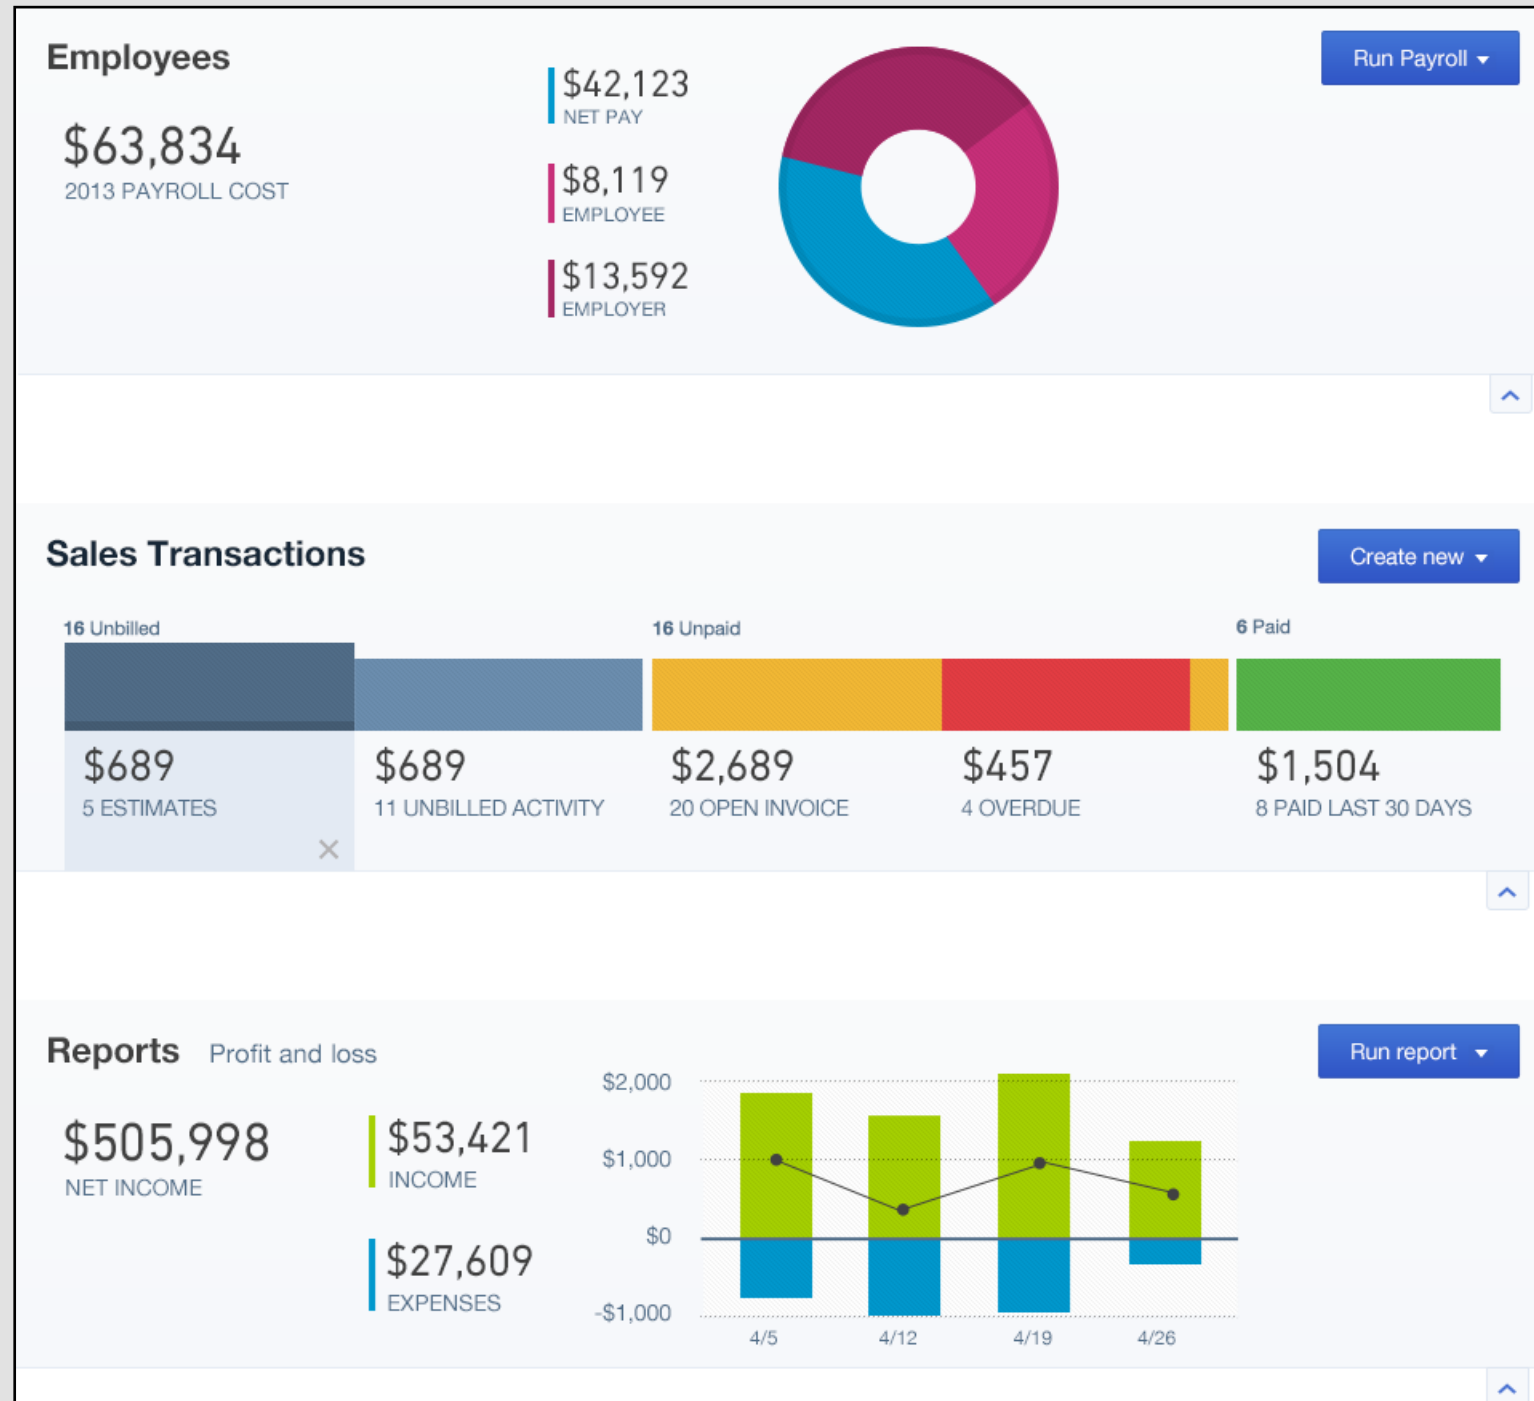 Employees
Run Payroll
$63,834
2013 PAYROLL COST
$42,123
NET PAY
$8,119
EMPLOYEE
$13,592
EMPLOYER
Sales Transactions
Create new
16 Unbilled
16 Unpaid
6 Paid
$689
5 ESTIMATES
$689
11 UNBILLED ACTIVITY
$2,689
20 OPEN INVOICE
$457
4 OVERDUE
$1,504
8 PAID LAST 30 DAYS
Reports Profit and loss
Run report
$505,998
NET INCOME
$53,421
INCOME
$27,609
EXPENSES
$2,000
$1,000
$0
-$1,000
4/5 4/12 4/19 4/26